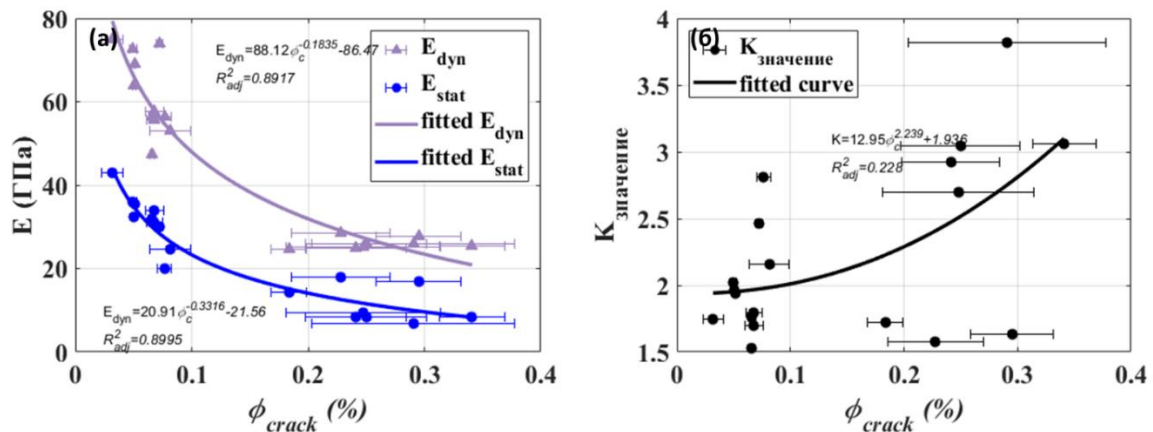 (а)
E_dyn=88.12ϕ_c^-0.1835-86.47
R²_adj=0.8917
E_dyn
E_stat
fitted E_dyn
fitted E_stat
E_dyn=20.91ϕ_c^-0.3316-21.56
R²_adj=0.8995
80
60
40
20
0
E (ГПа)
0
0.1
0.2
0.3
0.4
ϕ_crack (%)
(б)
K_значение
fitted curve
K=12.95ϕ_c^2.239+1.936
R²_adj=0.228
4
3.5
3
2.5
2
1.5
K_значение
0
0.1
0.2
0.3
0.4
ϕ_crack (%)